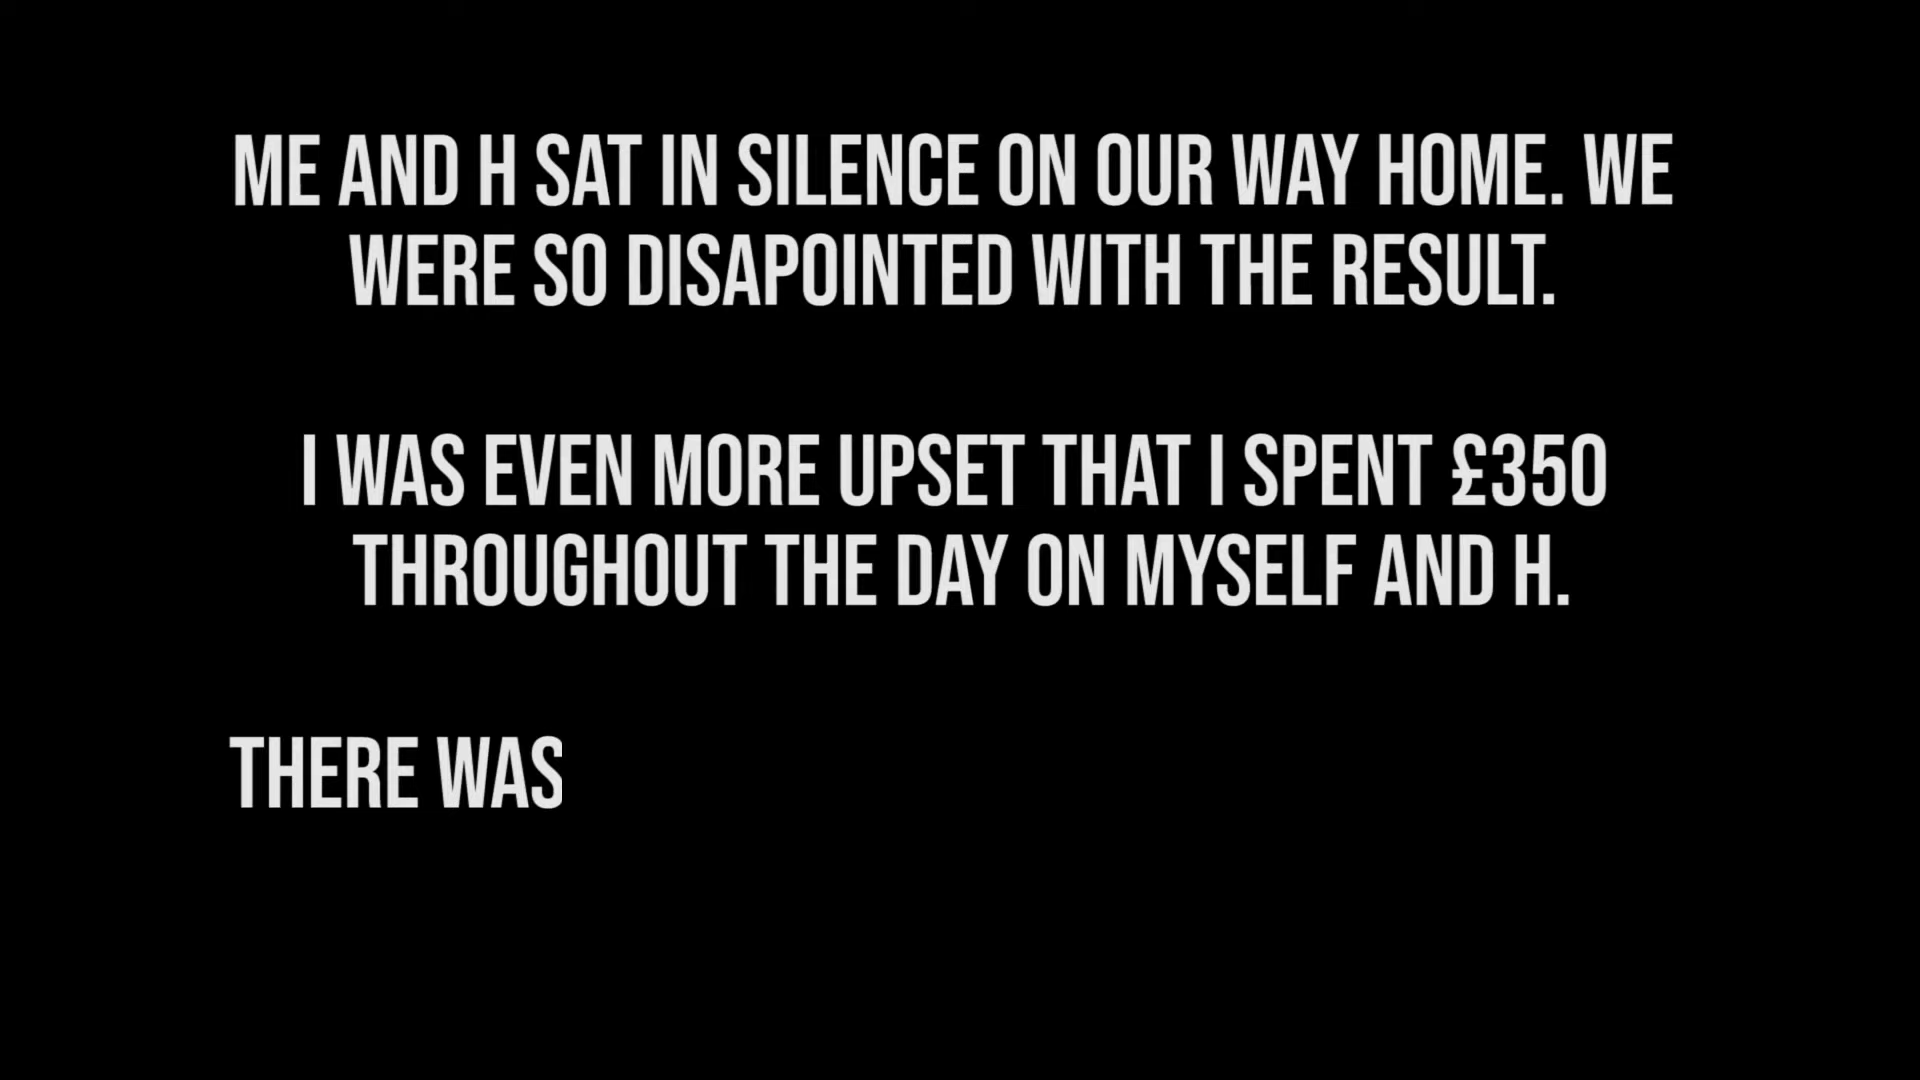 ME AND H SAT IN SILENCE ON OUR WAY HOME. WE
WERE SO DISAPOINTED WITH THE RESULT.
I WAS EVEN MORE UPSET THAT I SPENT £350
THROUGHOUT THE DAY ON MYSELF AND H.
THERE WAS